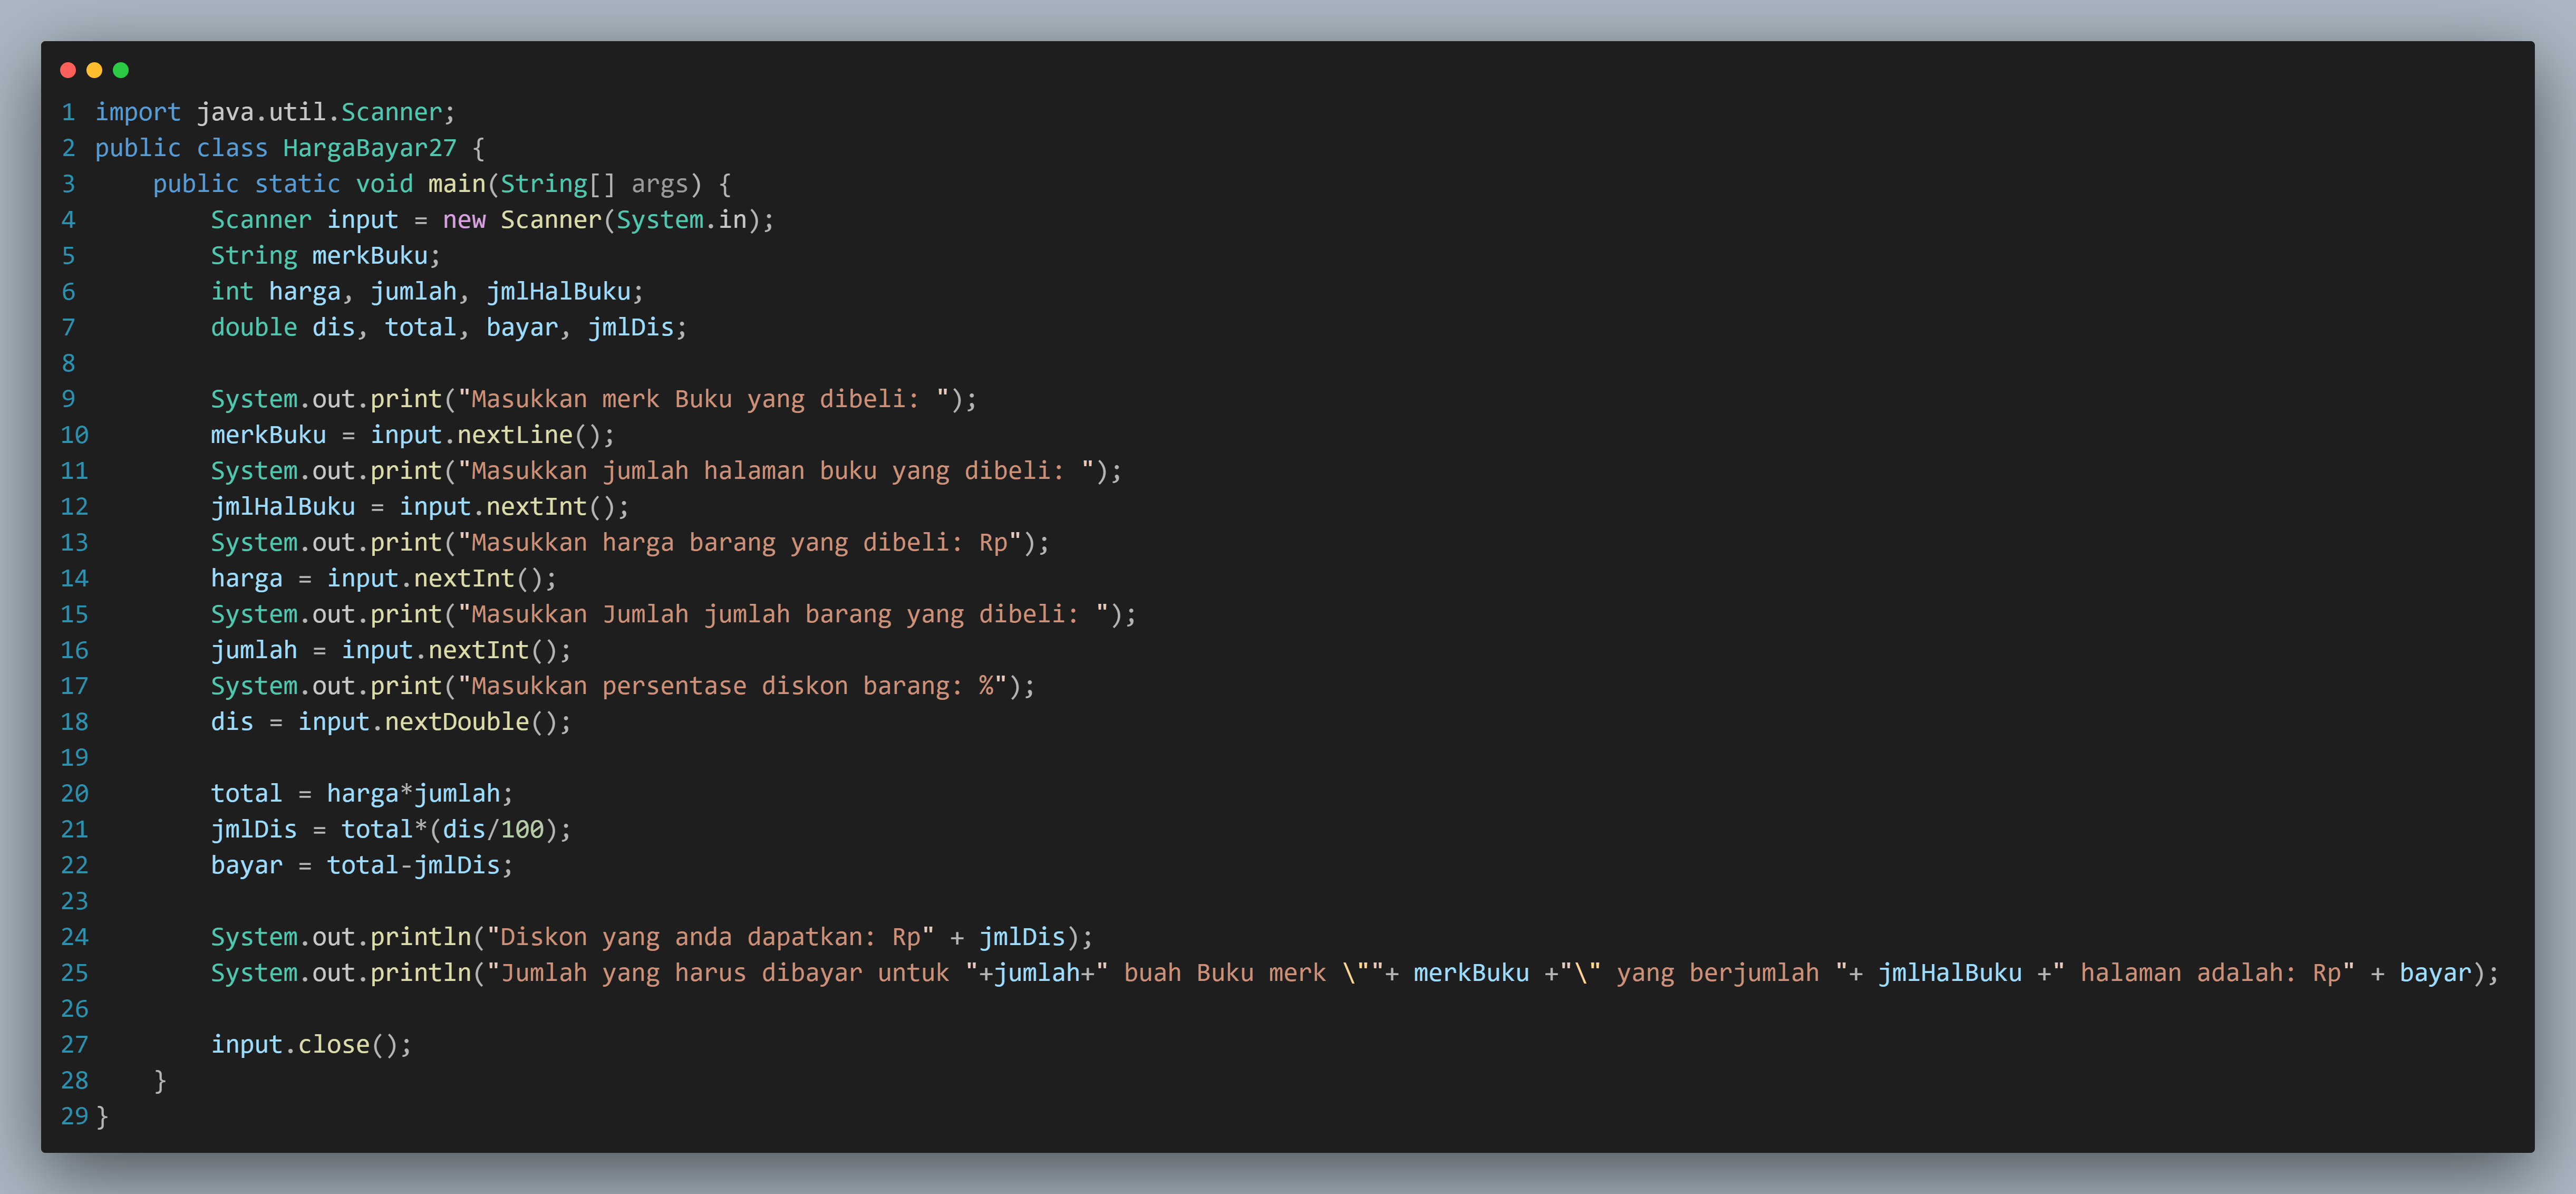 1 import java.util.Scanner;
2 public class HargaBayar27 {
3     public static void main(String[] args) {
4         Scanner input = new Scanner(System.in);
5         String merkBuku;
6         int harga, jumlah, jmlHalBuku;
7         double dis, total, bayar, jmlDis;
8
9         System.out.print("Masukkan merk Buku yang dibeli: ");
10         merkBuku = input.nextLine();
11         System.out.print("Masukkan jumlah halaman buku yang dibeli: ");
12         jmlHalBuku = input.nextInt();
13         System.out.print("Masukkan harga barang yang dibeli: Rp");
14         harga = input.nextInt();
15         System.out.print("Masukkan Jumlah jumlah barang yang dibeli: ");
16         jumlah = input.nextInt();
17         System.out.print("Masukkan persentase diskon barang: %");
18         dis = input.nextDouble();
19
20         total = harga*jumlah;
21         jmlDis = total*(dis/100);
22         bayar = total-jmlDis;
23
24         System.out.println("Diskon yang anda dapatkan: Rp" + jmlDis);
25         System.out.println("Jumlah yang harus dibayar untuk "+jumlah+" buah Buku merk \""+ merkBuku +"\" yang berjumlah "+ jmlHalBuku +" halaman adalah: Rp" + bayar);
26
27         input.close();
28     }
29 }